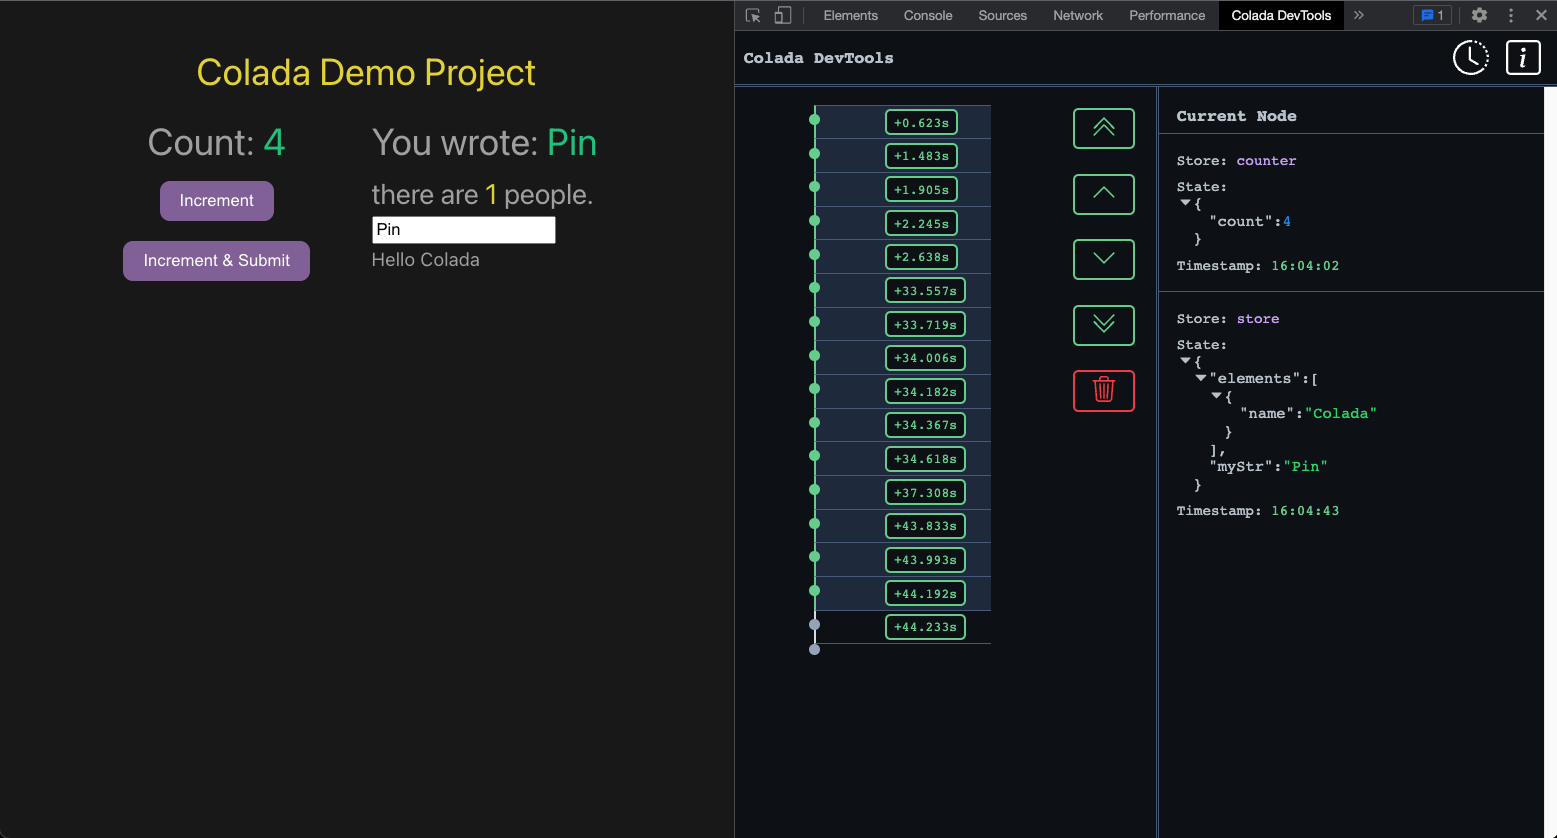 Colada Demo Project
Count: 4
Increment
Increment & Submit
You wrote: Pin
there are 1 people.
Pin
Hello Colada
Elements
Console
Sources
Network
Performance
Colada DevTools
1
Colada DevTools
i
+0.623s
+1.483s
+1.905s
+2.245s
+2.638s
+33.557s
+33.719s
+34.006s
+34.182s
+34.367s
+34.618s
+37.308s
+43.833s
+43.993s
+44.192s
+44.233s
Current Node
Store: counter
State:
{
"count":4
}
Timestamp: 16:04:02
Store: store
State:
{
"elements":[
{
"name":"Colada"
}
],
"myStr":"Pin"
}
Timestamp: 16:04:43